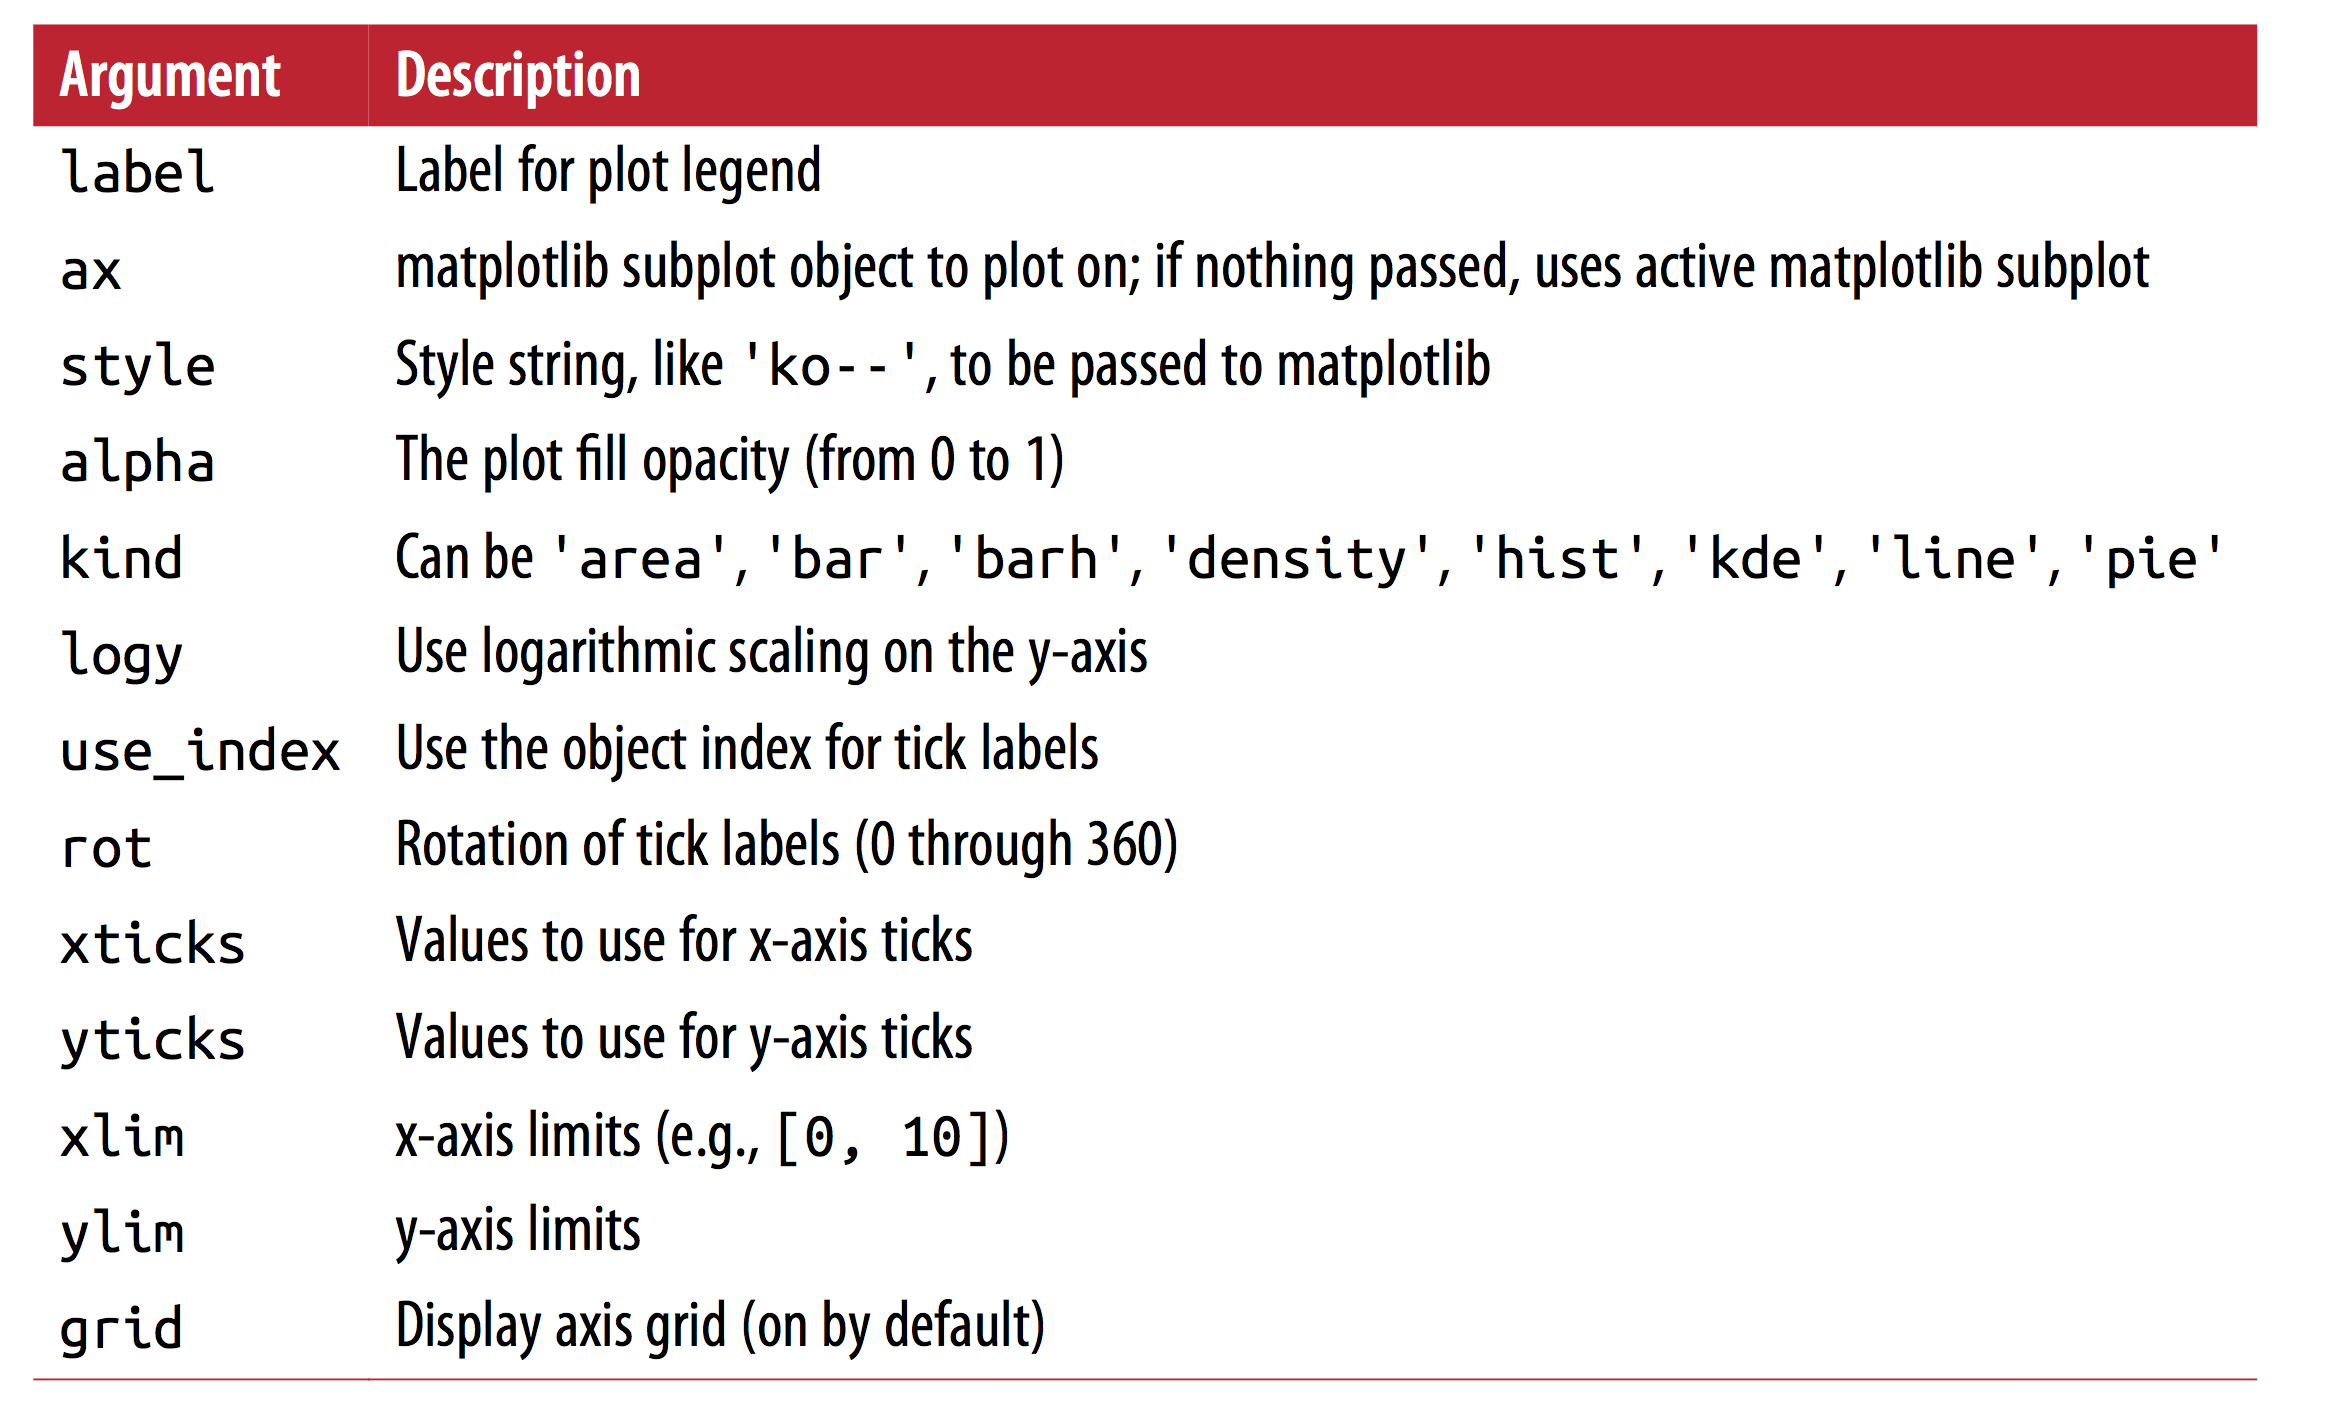 Argument Description
label Label for plot legend
ax matplotlib subplot object to plot on; if nothing passed, uses active matplotlib subplot
style Style string, like 'ko--', to be passed to matplotlib
alpha The plot fill opacity (from 0 to 1)
kind Can be 'area', 'bar', 'barh', 'density', 'hist', 'kde', 'line', 'pie'
logy Use logarithmic scaling on the y-axis
use_index Use the object index for tick labels
rot Rotation of tick labels (0 through 360)
xticks Values to use for x-axis ticks
yticks Values to use for y-axis ticks
xlim x-axis limits (e.g., [0, 10])
ylim y-axis limits
grid Display axis grid (on by default)